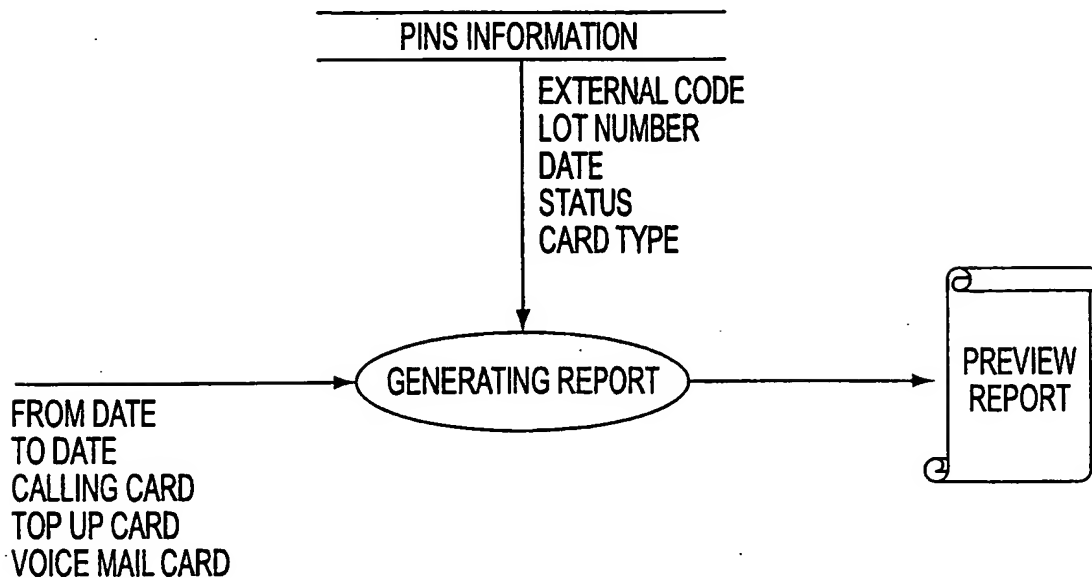 PINS INFORMATION
EXTERNAL CODE
LOT NUMBER
DATE
STATUS
CARD TYPE
GENERATING REPORT
PREVIEW
REPORT
FROM DATE
TO DATE
CALLING CARD
TOP UP CARD
VOICE MAIL CARD